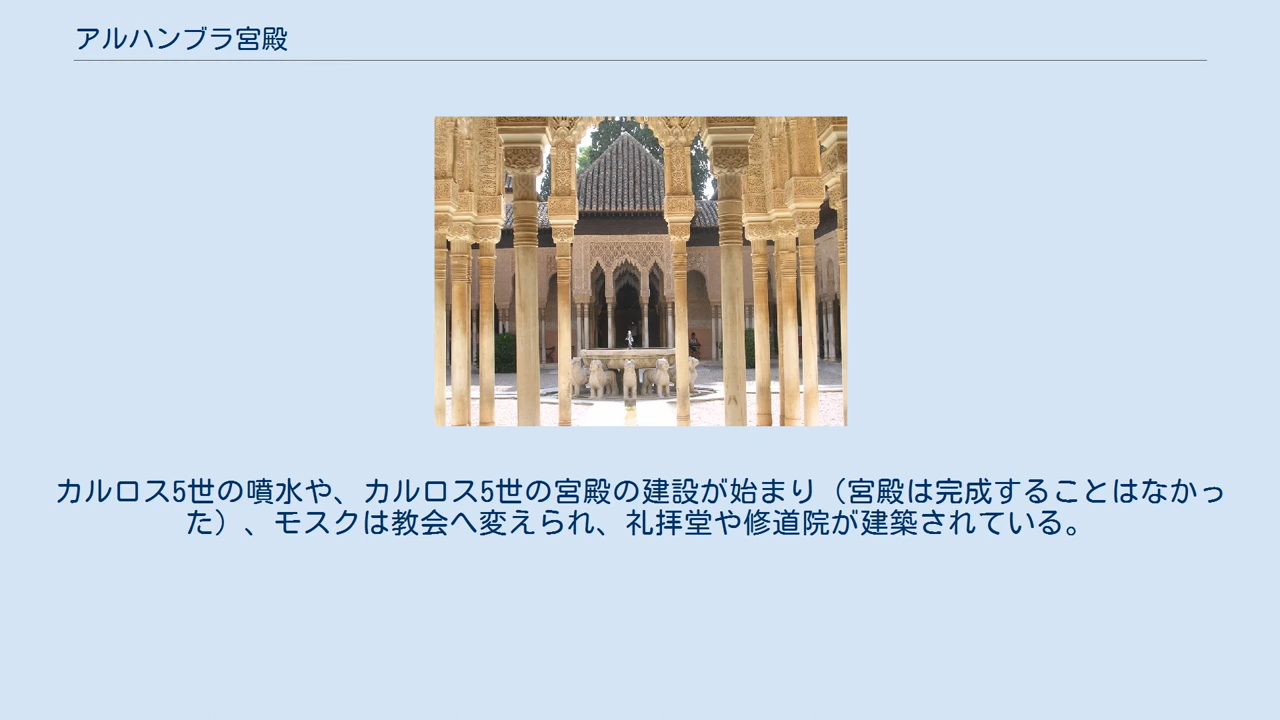 アルハンブラ宮殿
カルロス5世の噴水や、カルロス5世の宮殿の建設が始まり（宮殿は完成することはなかっ
た）、モスクは教会へ変えられ、礼拝堂や修道院が建築されている。